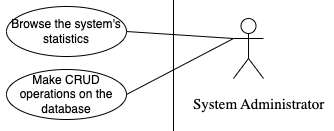 Browse the system's
statistics
Make CRUD
operations on the
database
System Administrator